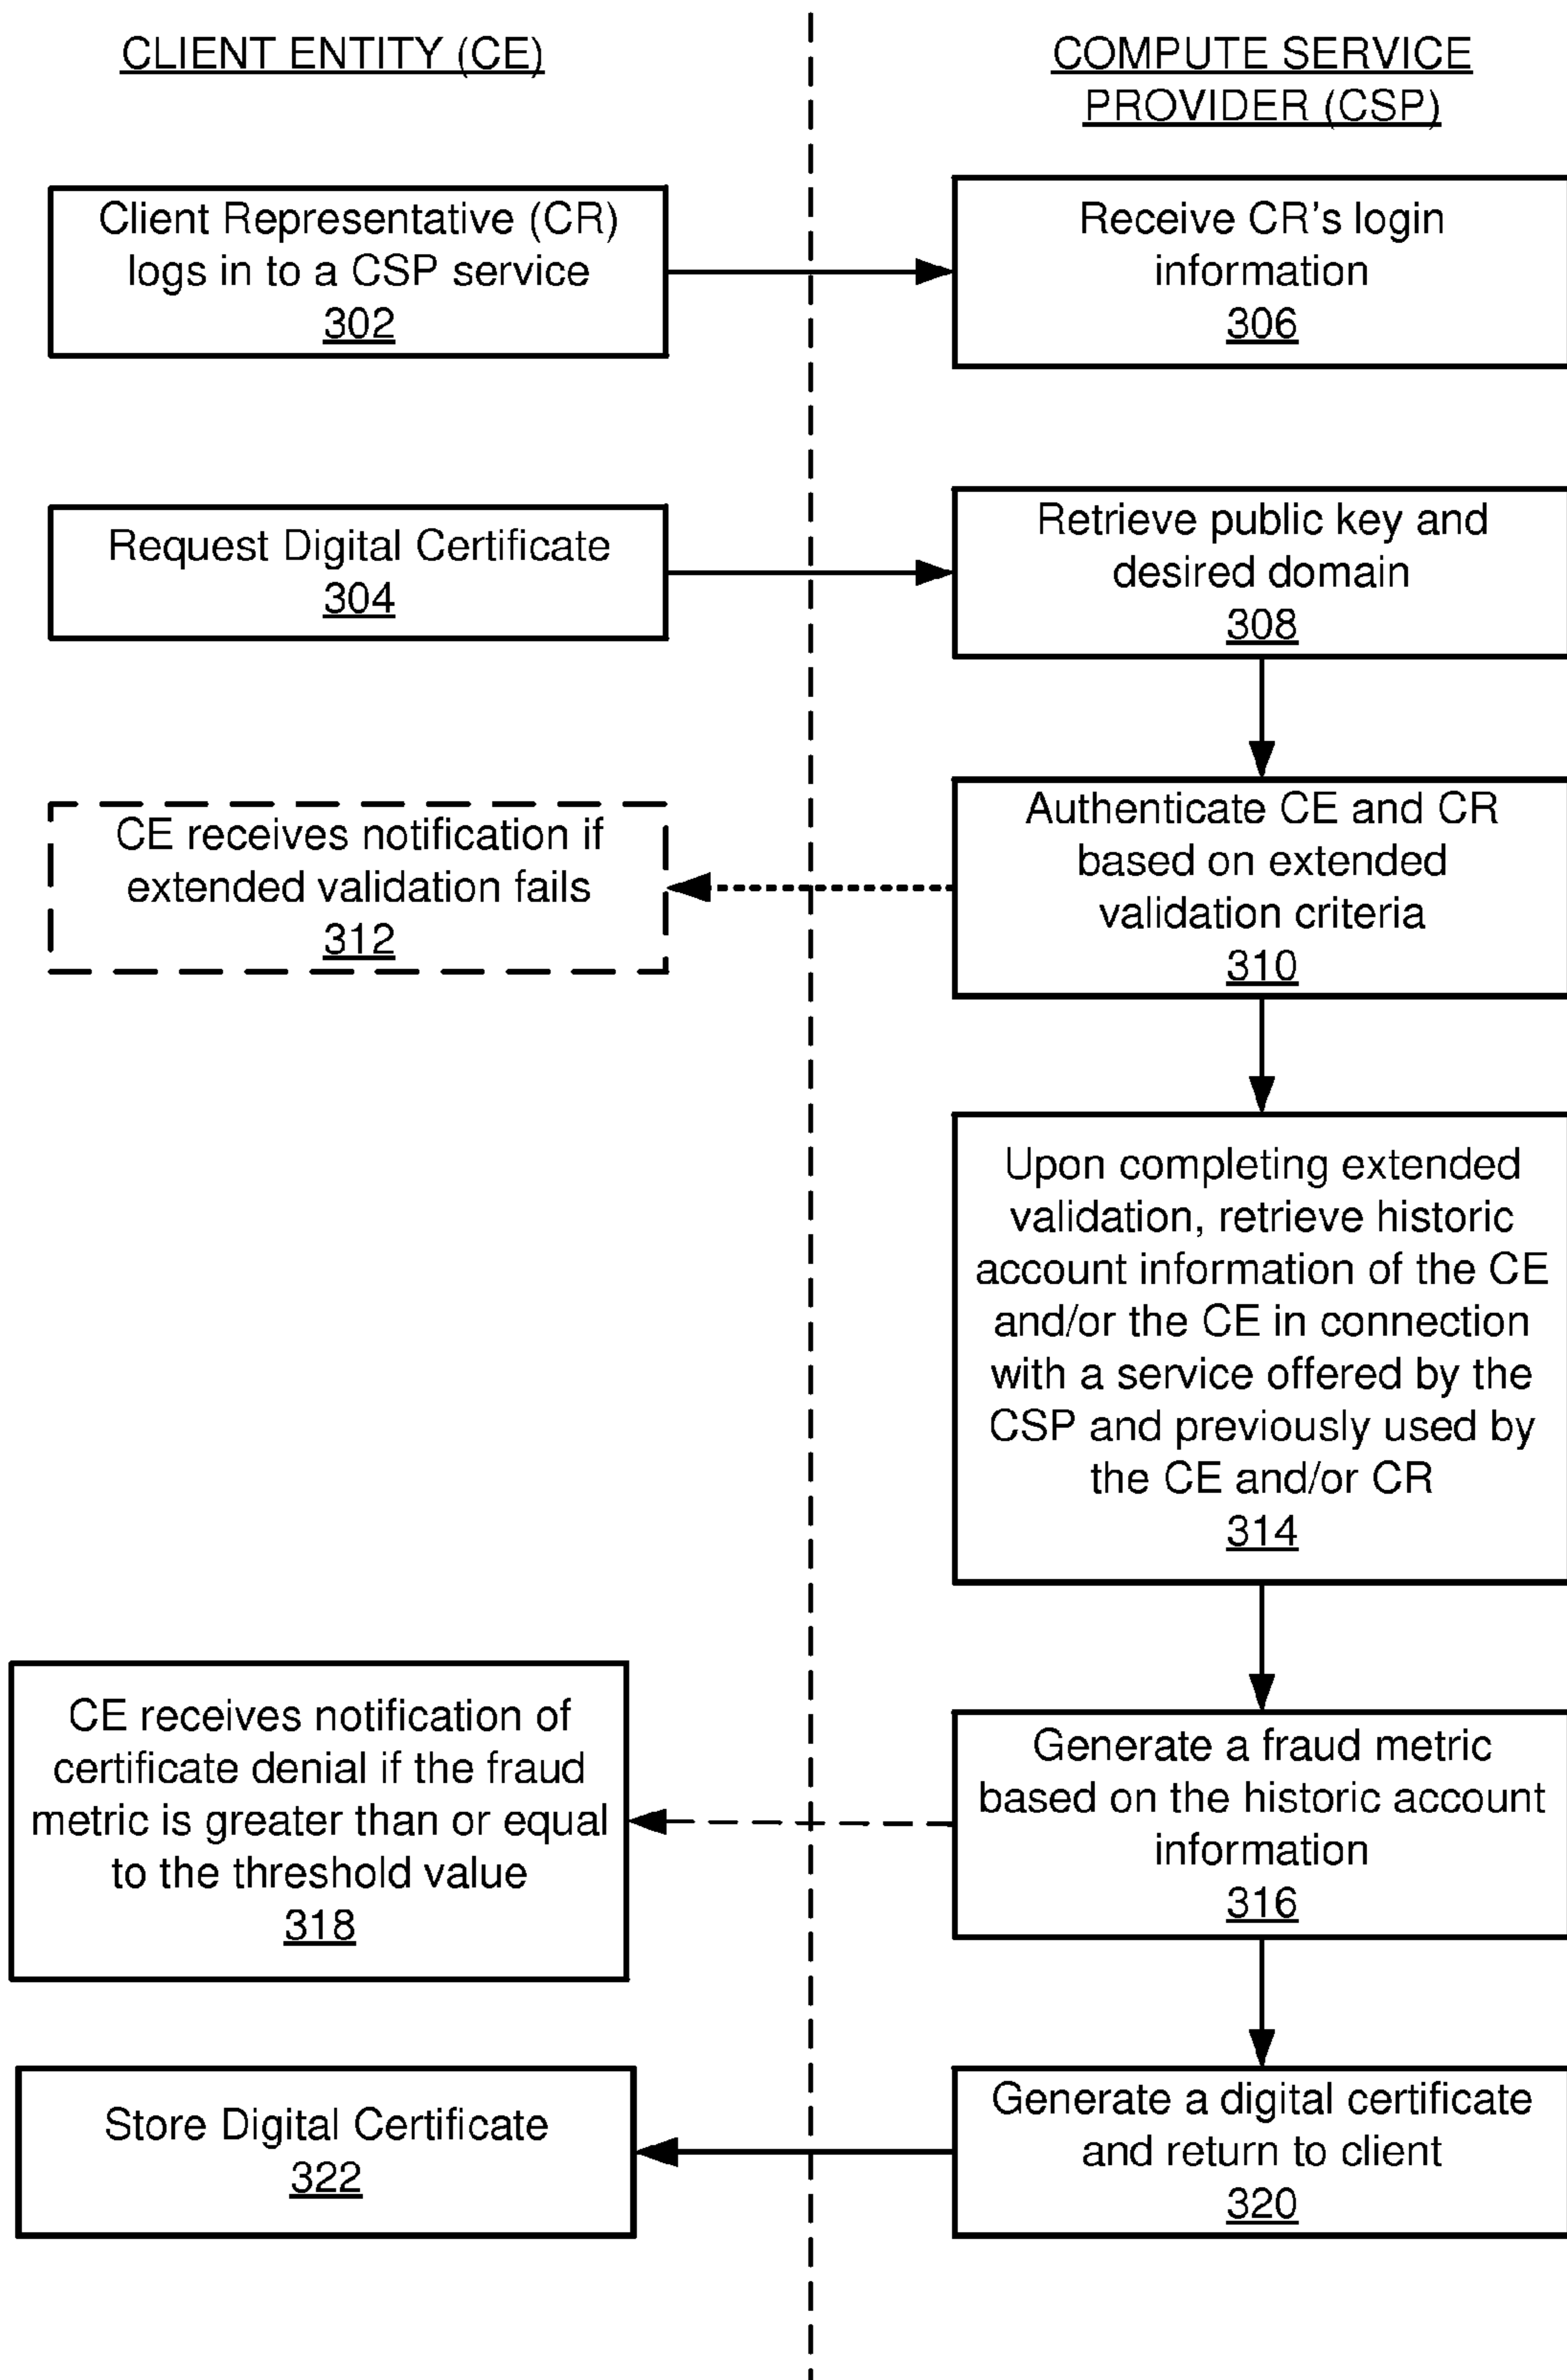 CLIENT ENTITY (CE)
COMPUTE SERVICE
PROVIDER (CSP)
Client Representative (CR)
logs in to a CSP service
302
Receive CR's login
information
306
Request Digital Certificate
304
Retrieve public key and
desired domain
308
CE receives notification if
extended validation fails
312
Authenticate CE and CR
based on extended
validation criteria
310
Upon completing extended
validation, retrieve historic
account information of the CE
and/or the CE in connection
with a service offered by the
CSP and previously used by
the CE and/or CR
314
CE receives notification of
certificate denial if the fraud
metric is greater than or equal
to the threshold value
318
Generate a fraud metric
based on the historic account
information
316
Store Digital Certificate
322
Generate a digital certificate
and return to client
320